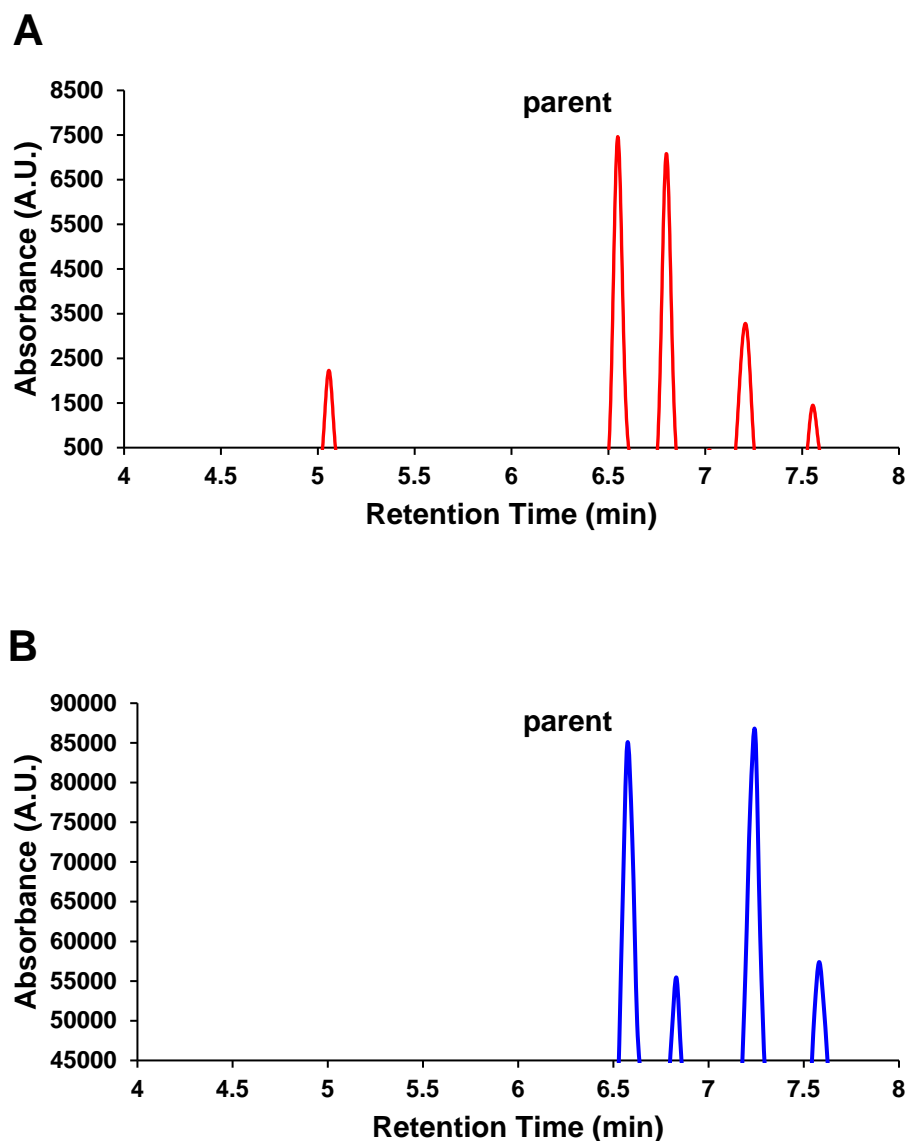 A
parent
8500
7500
6500
5500
4500
3500
2500
1500
500
Absorbance (A.U.)
4 4.5 5 5.5 6 6.5 7 7.5 8
Retention Time (min)
B
parent
90000
85000
80000
75000
70000
65000
60000
55000
50000
45000
Absorbance (A.U.)
4 4.5 5 5.5 6 6.5 7 7.5 8
Retention Time (min)